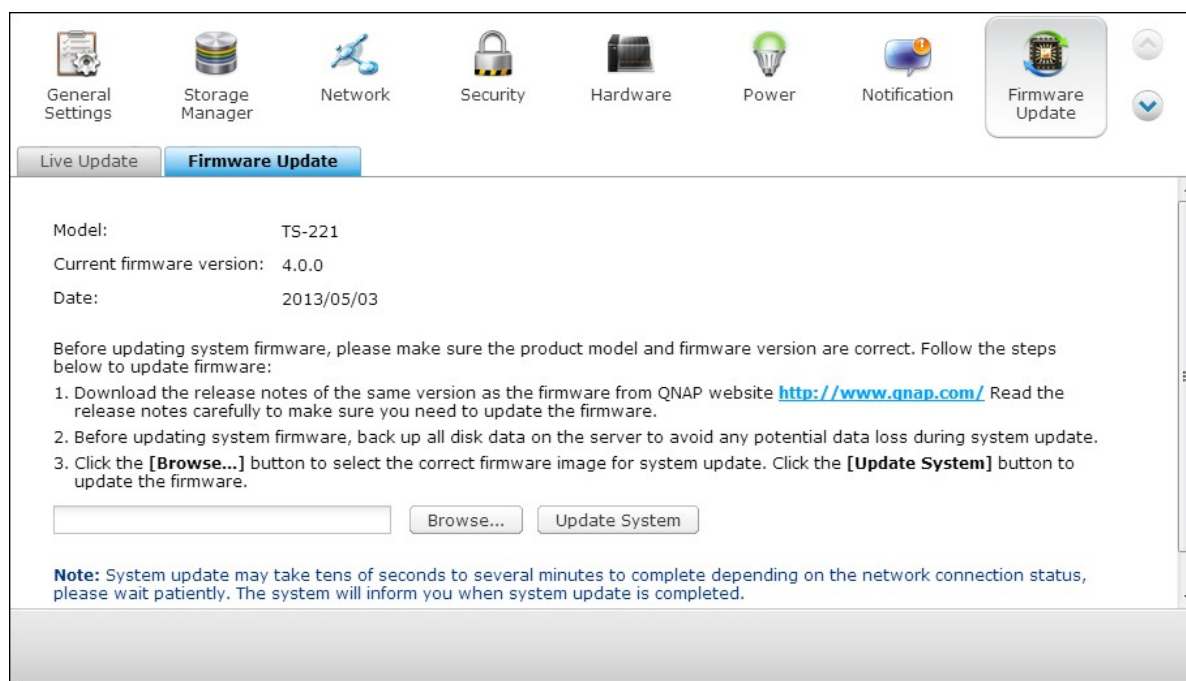 General Settings
Storage Manager
Network
Security
Hardware
Power
Notification
Firmware Update
Live Update
Firmware Update
Model: TS-221
Current firmware version: 4.0.0
Date: 2013/05/03
Before updating system firmware, please make sure the product model and firmware version are correct. Follow the steps
below to update firmware:
1. Download the release notes of the same version as the firmware from QNAP website http://www.qnap.com/ Read the
release notes carefully to make sure you need to update the firmware.
2. Before updating system firmware, back up all disk data on the server to avoid any potential data loss during system update.
3. Click the [Browse...] button to select the correct firmware image for system update. Click the [Update System] button to
update the firmware.
Browse...
Update System
Note: System update may take tens of seconds to several minutes to complete depending on the network connection status,
please wait patiently. The system will inform you when system update is completed.